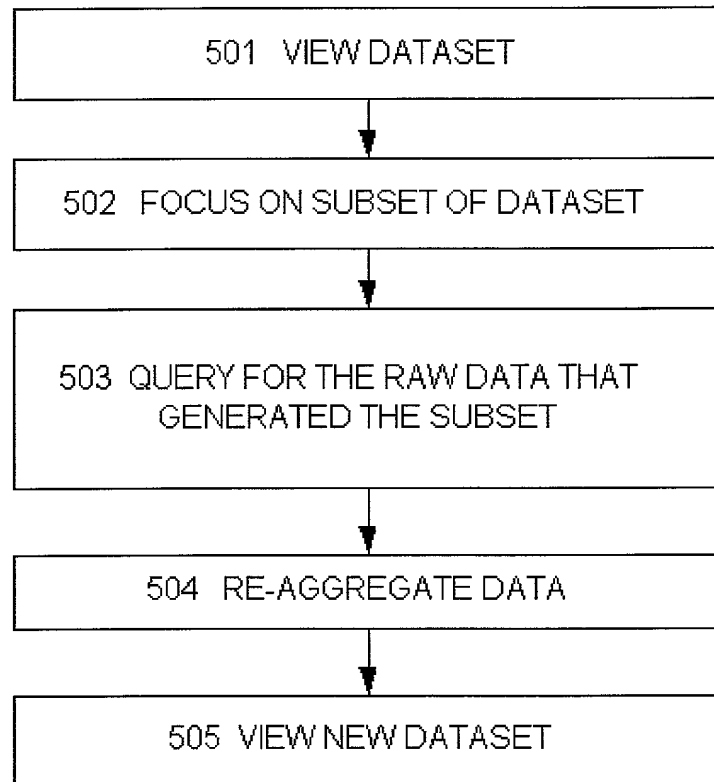 501 VIEW DATASET
502 FOCUS ON SUBSET OF DATASET
503 QUERY FOR THE RAW DATA THAT
GENERATED THE SUBSET
504 RE-AGGREGATE DATA
505 VIEW NEW DATASET